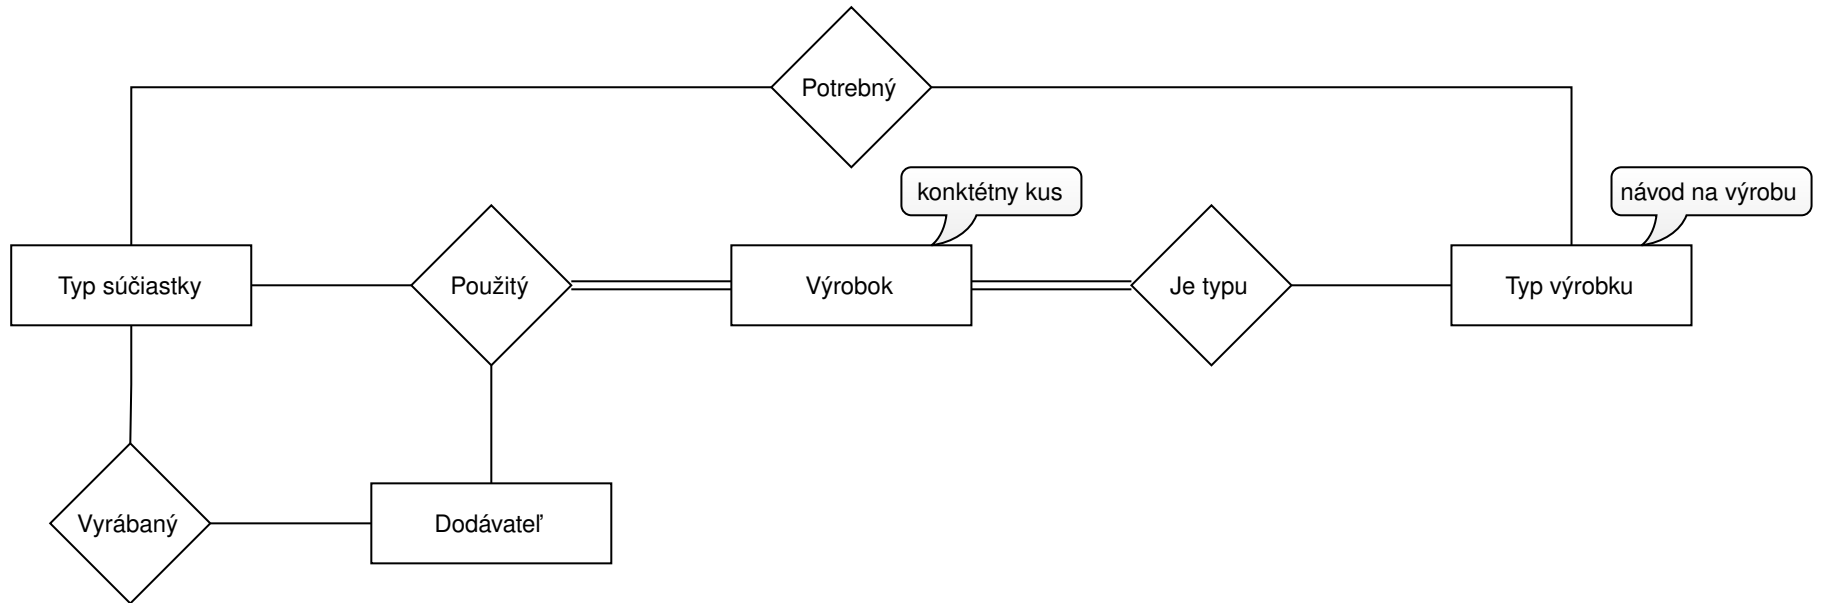 Potrebný
konktétny kus
návod na výrobu
Typ súčiastky
Použitý
Výrobok
Je typu
Typ výrobku
Vyrábaný
Dodávateľ